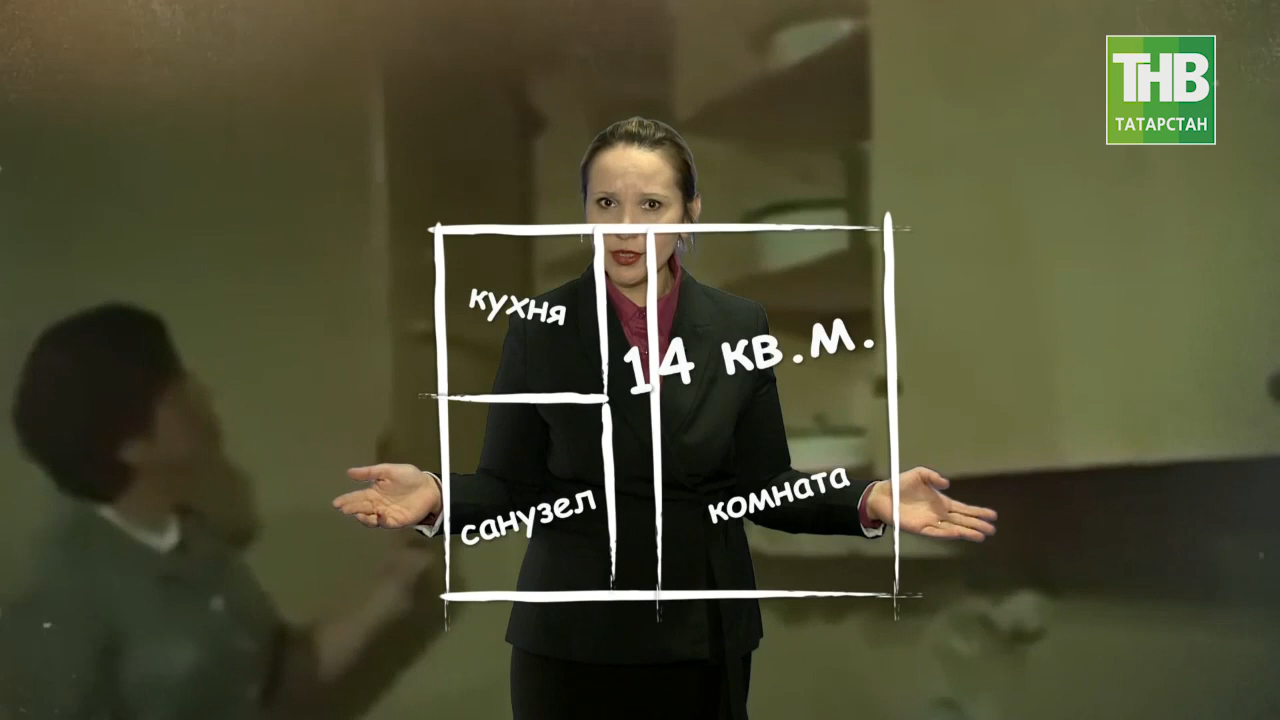 ТНВ
ТАТАРСТАН
кухня
14 кв.м.
санузел
комната